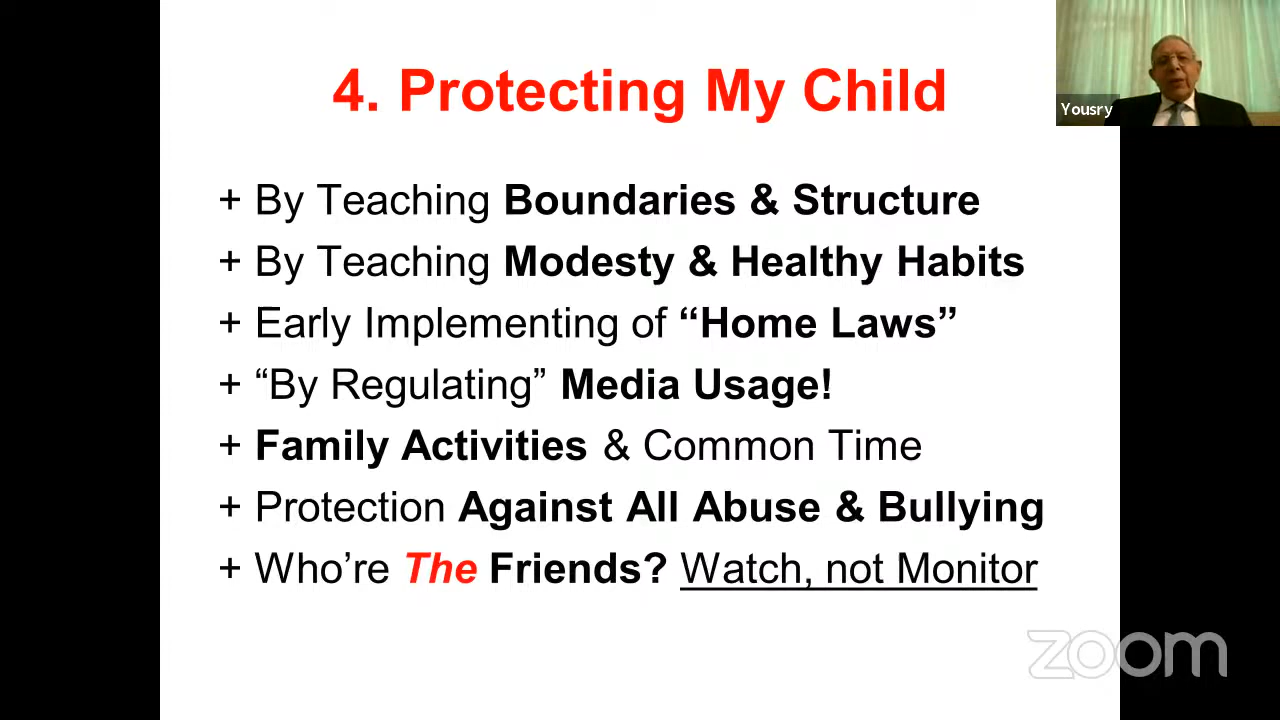 4. Protecting My Child
Yousry
+ By Teaching Boundaries & Structure
+ By Teaching Modesty & Healthy Habits
+ Early Implementing of “Home Laws”
+ “By Regulating” Media Usage!
+ Family Activities & Common Time
+ Protection Against All Abuse & Bullying
+ Who’re The Friends? Watch, not Monitor
zoom